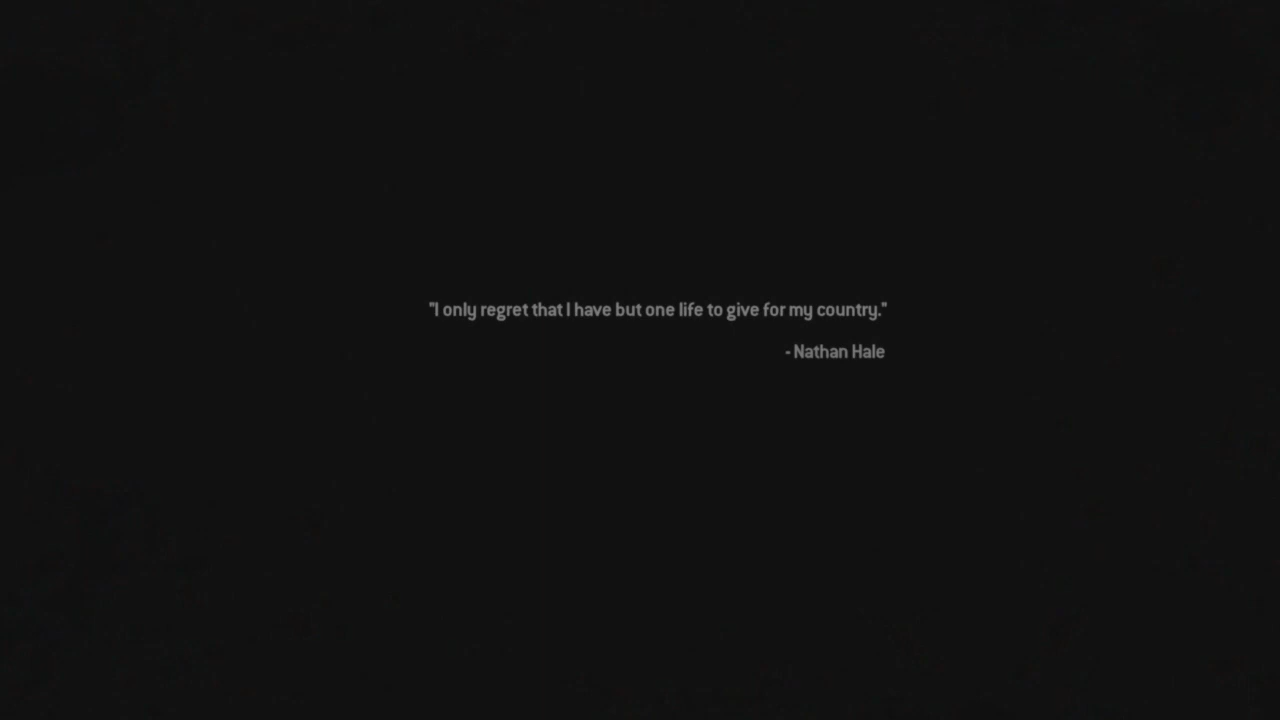 "I only regret that I have but one life to give for my country."
- Nathan Hale